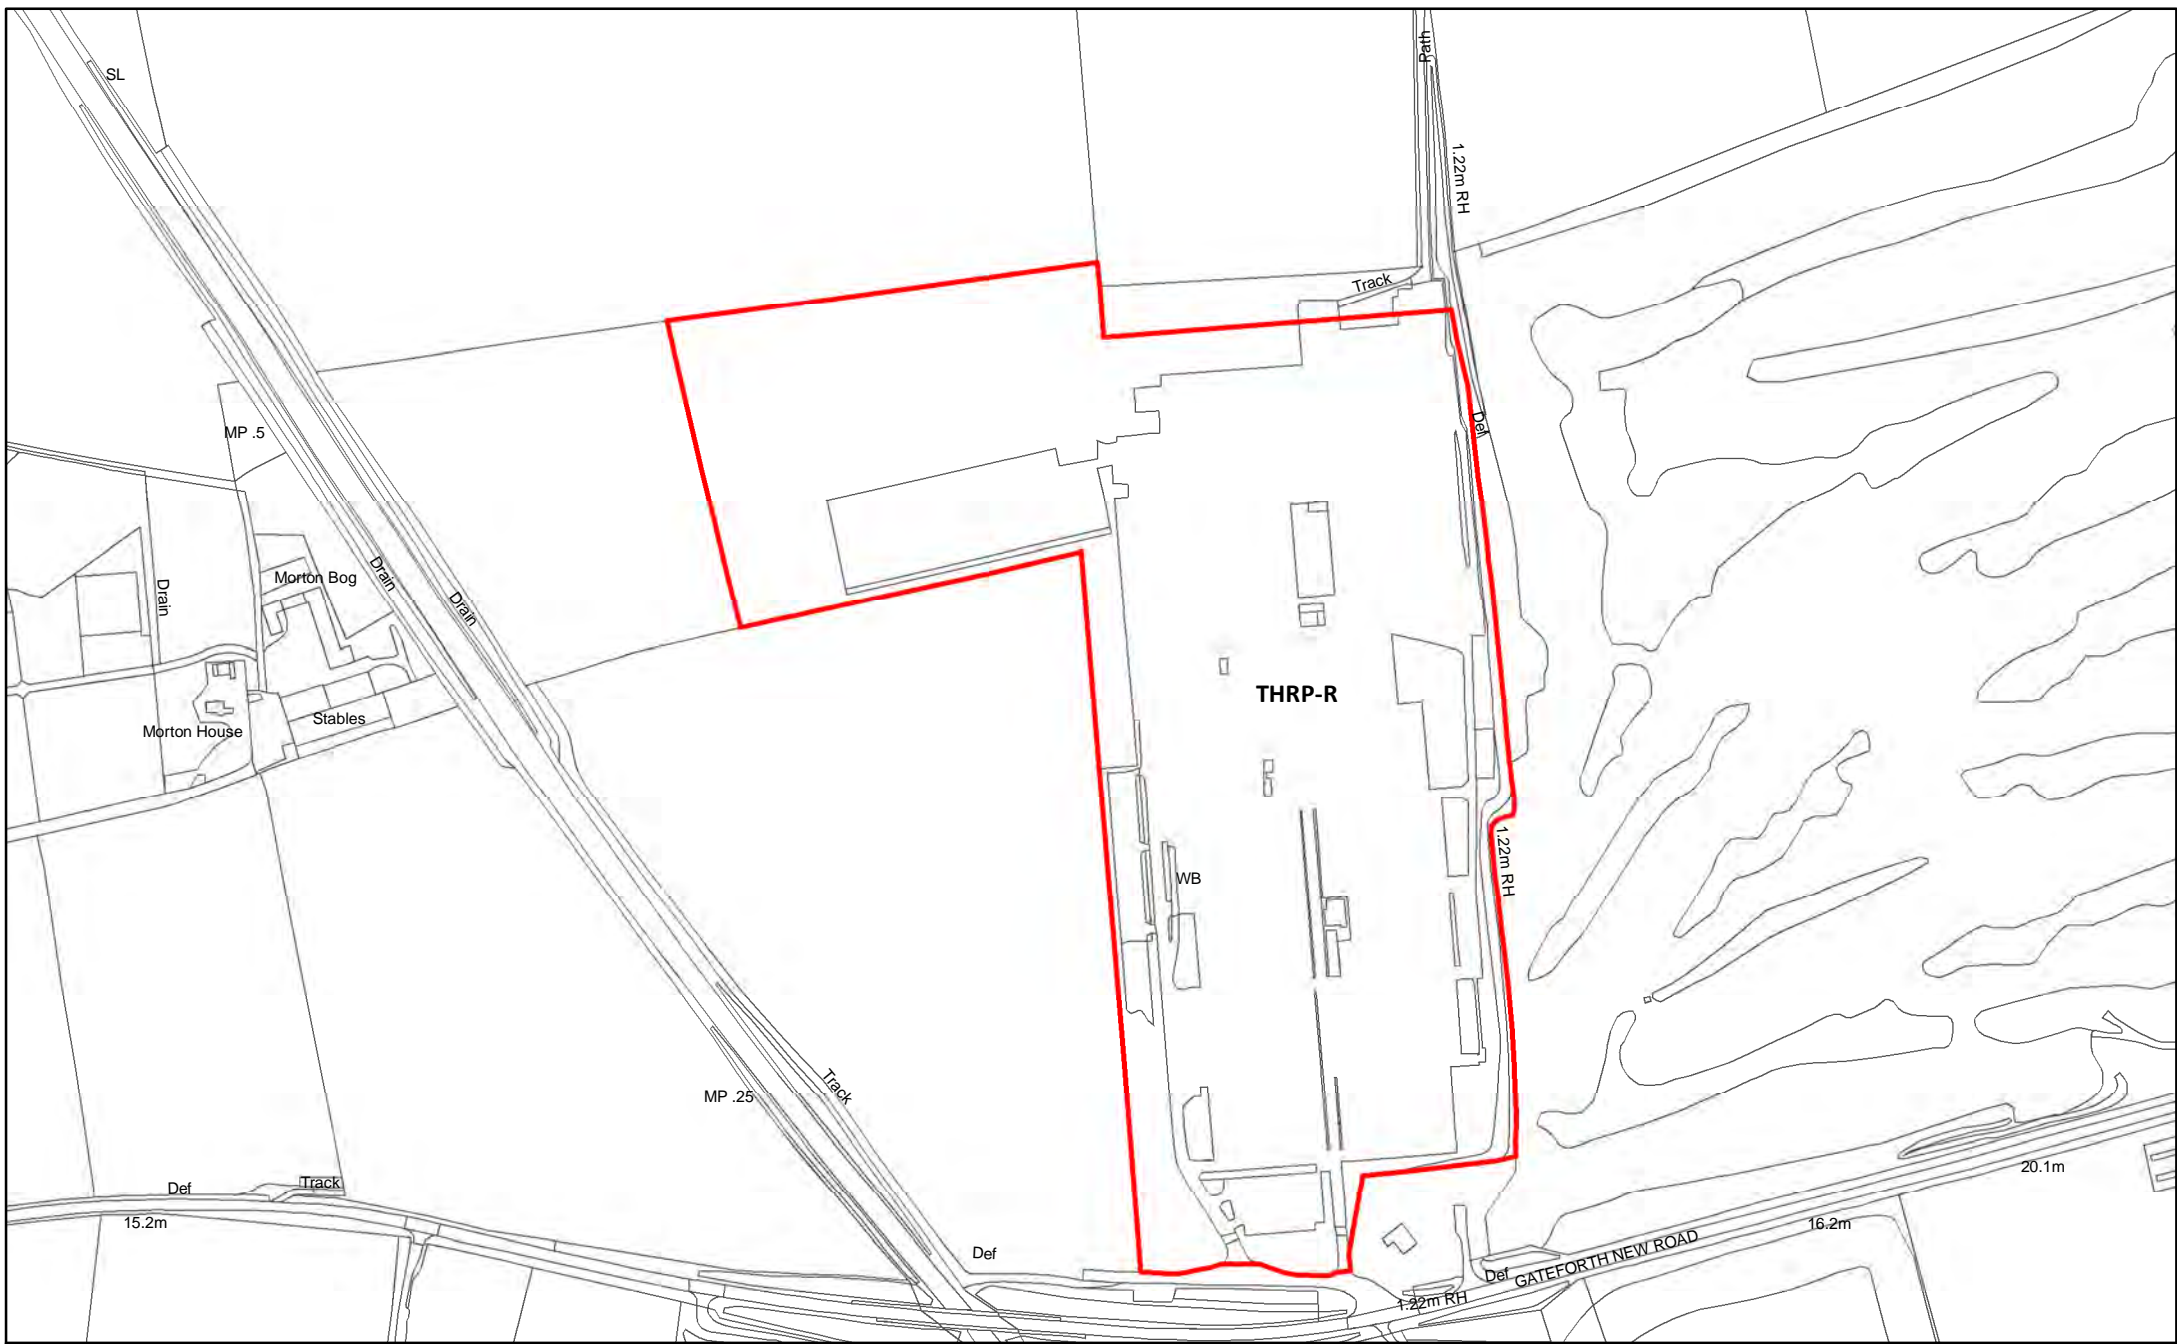 SL
Path
1.22m RH
Track
MP .5
Def
Drain
Morton Bog
Drain
Drain
THRP-R
Stables
Morton House
1.22m RH
WB
Track
MP .25
20.1m
Track
Def
15.2m
16.2m
Def
GATEFORTH NEW ROAD
Def
1.22m RH